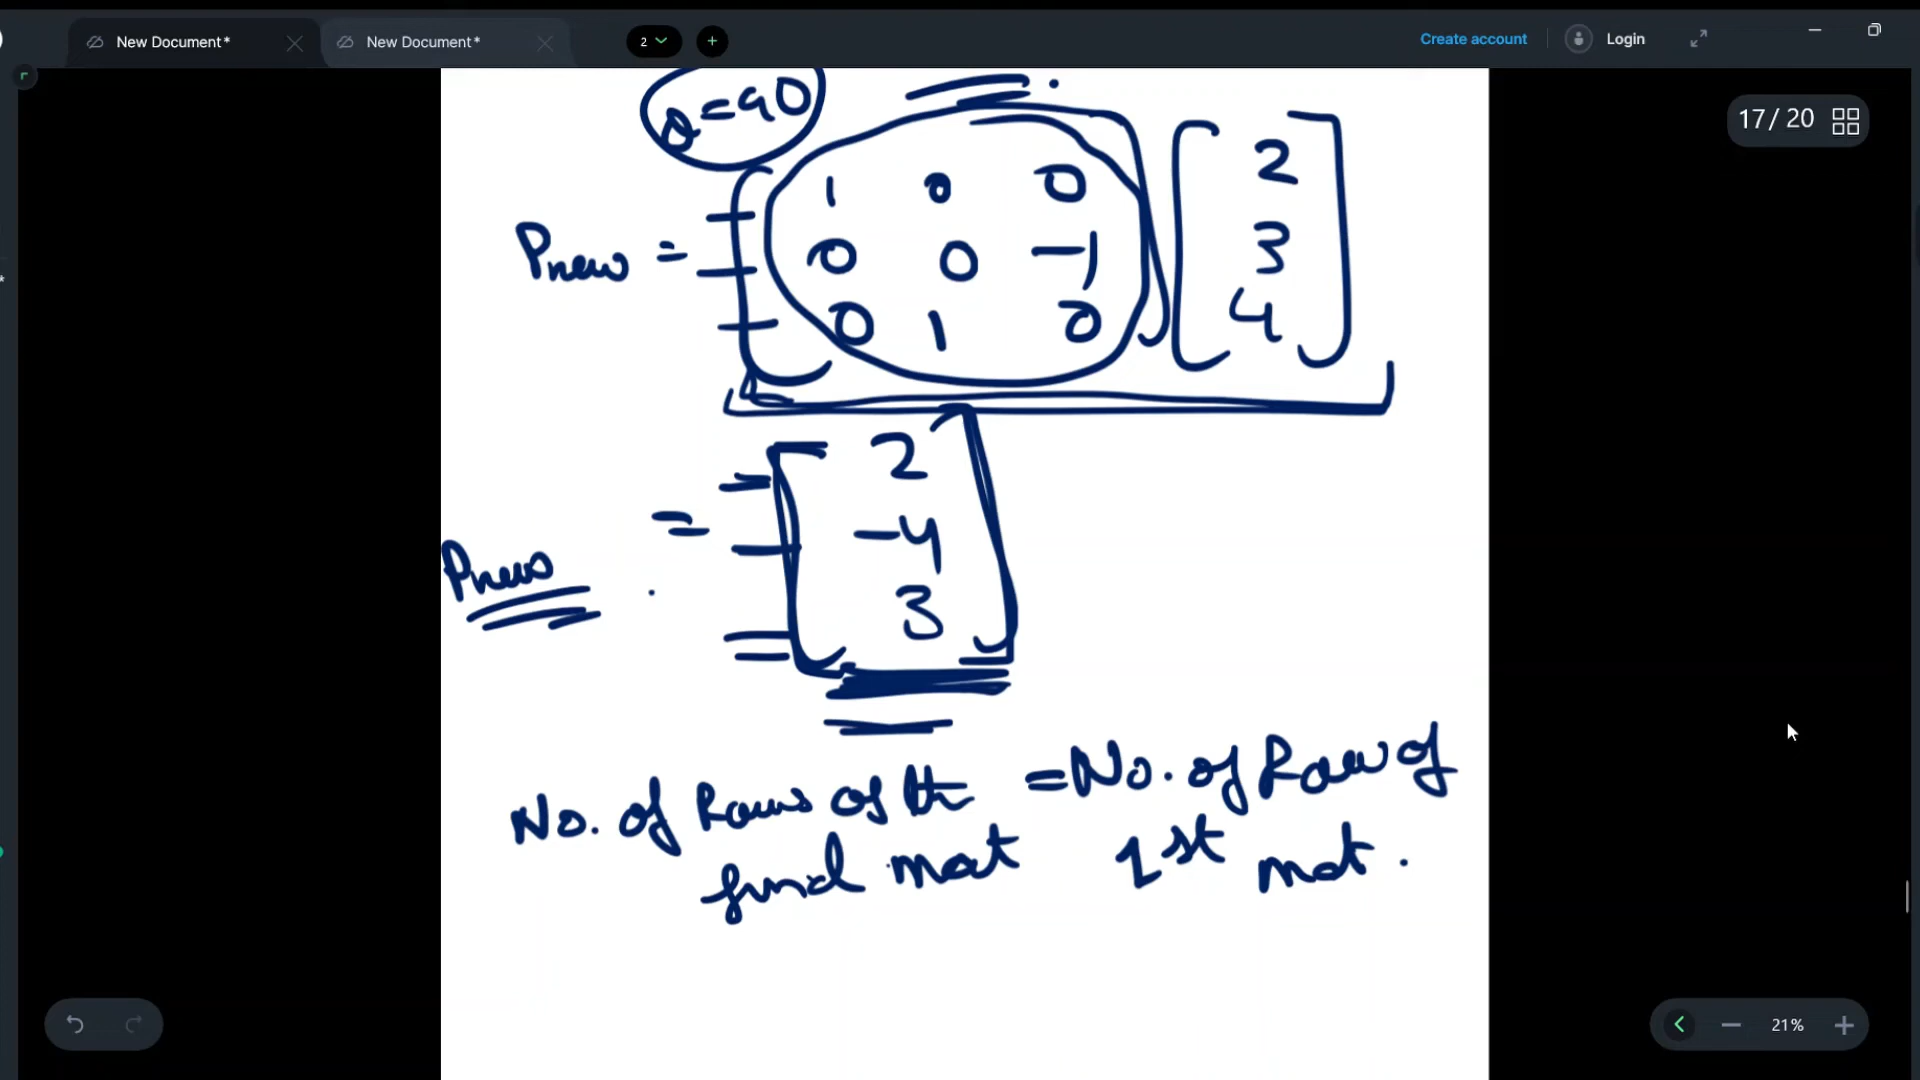 New Document*
New Document*
2
Create account
Login
17/ 20
θ=90
Pnew = [1 0 0
0 0 -1
0 1 0] [2
3
4]
Pnew = [2
-4
3]
No. of Rows of the = No. of Row of
final mat 1st mat.
21%